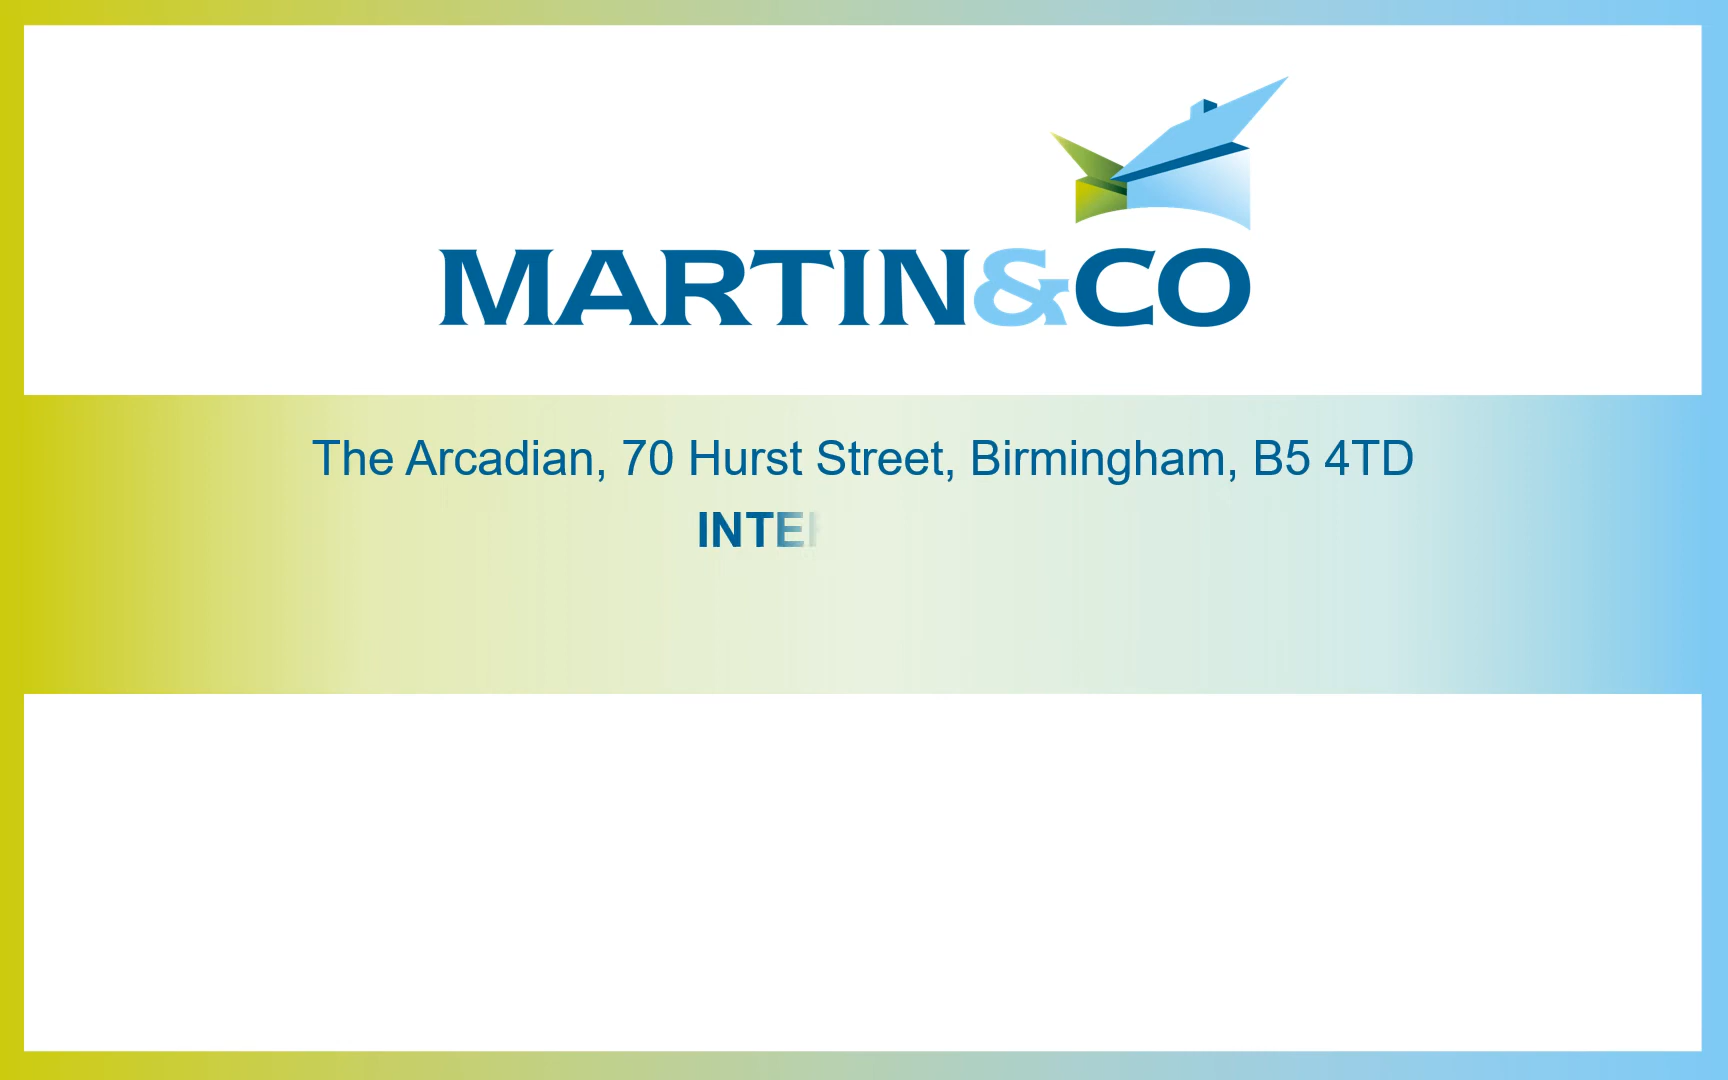 MARTIN&CO
The Arcadian, 70 Hurst Street, Birmingham, B5 4TD